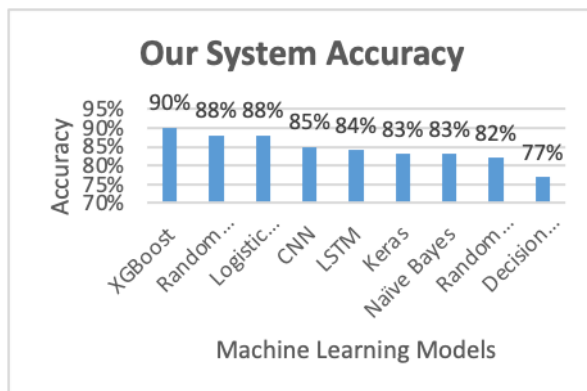 Our System Accuracy
Accuracy
95%
90%
85%
80%
75%
70%
90%
88%
88%
85%
84%
83%
83%
82%
77%
XGBoost
Random...
Logistic...
CNN
LSTM
Keras
Naïve Bayes
Random...
Decision...
Machine Learning Models